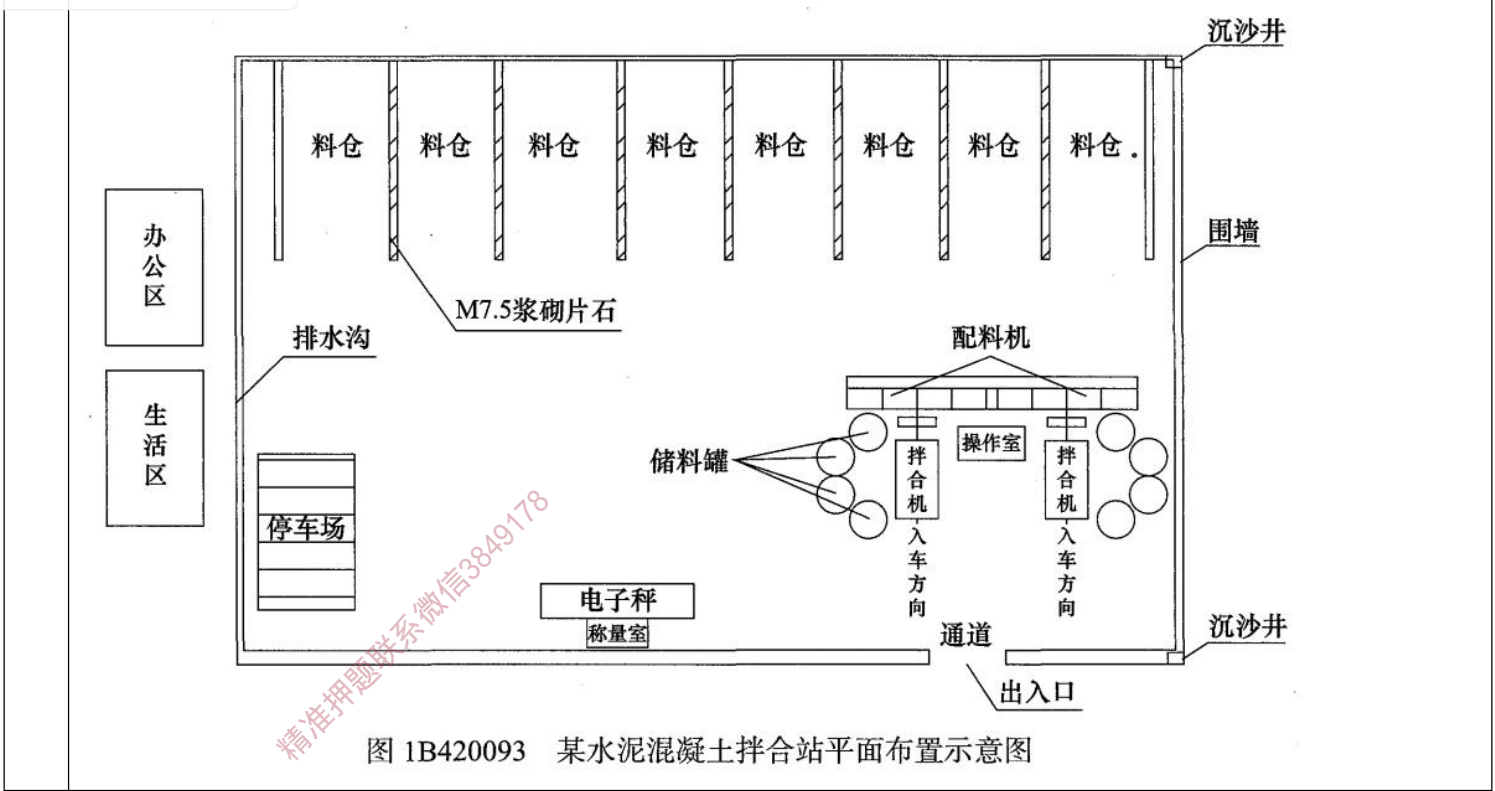 沉沙井
料仓
料仓
料仓
料仓
料仓
料仓
料仓
料仓
办公区
围墙
M7.5浆砌片石
排水沟
配料机
生活区
储料罐
操作室
拌合机
拌合机
停车场
入车方向
入车方向
电子秤
称量室
通道
沉沙井
出入口
精准押题联系微信3849178
图 1B420093 某水泥混凝土拌合站平面布置示意图